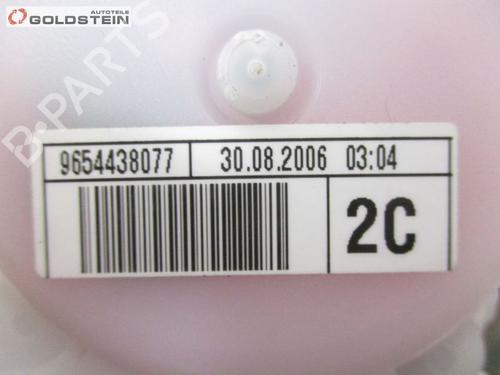 AUTOTEILE
GOLDSTEIN
B-PARTS
9654438077 30.08.2006 03:04
2C